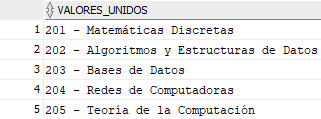 VALORES_UNIDOS
1 201 - Matemáticas Discretas
2 202 - Algoritmos y Estructuras de Datos
3 203 - Bases de Datos
4 204 - Redes de Computadoras
5 205 - Teoría de la Computación